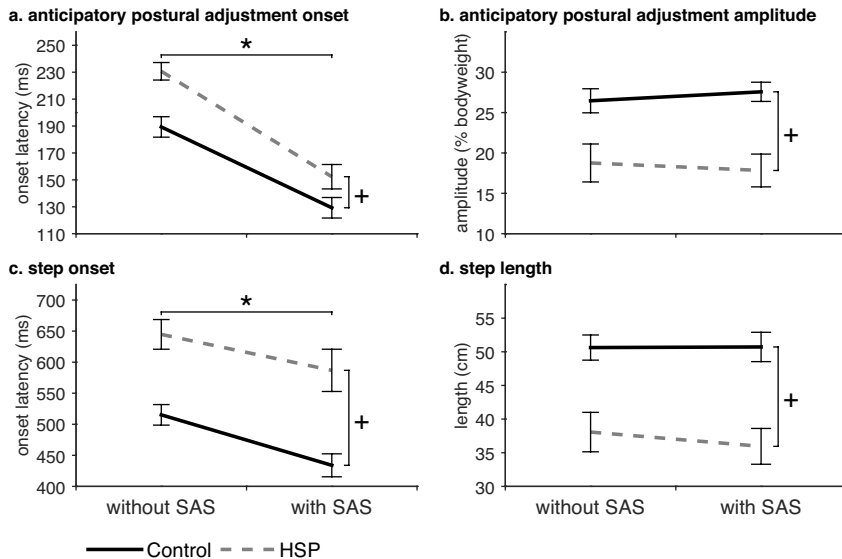 a. anticipatory postural adjustment onset
onset latency (ms)
250
230
210
190
170
150
130
110
*
+
b. anticipatory postural adjustment amplitude
amplitude (% bodyweight)
30
25
20
15
10
+
c. step onset
onset latency (ms)
700
650
600
550
500
450
400
*
+
without SAS
with SAS
d. step length
length (cm)
55
50
45
40
35
30
+
without SAS
with SAS
Control
HSP